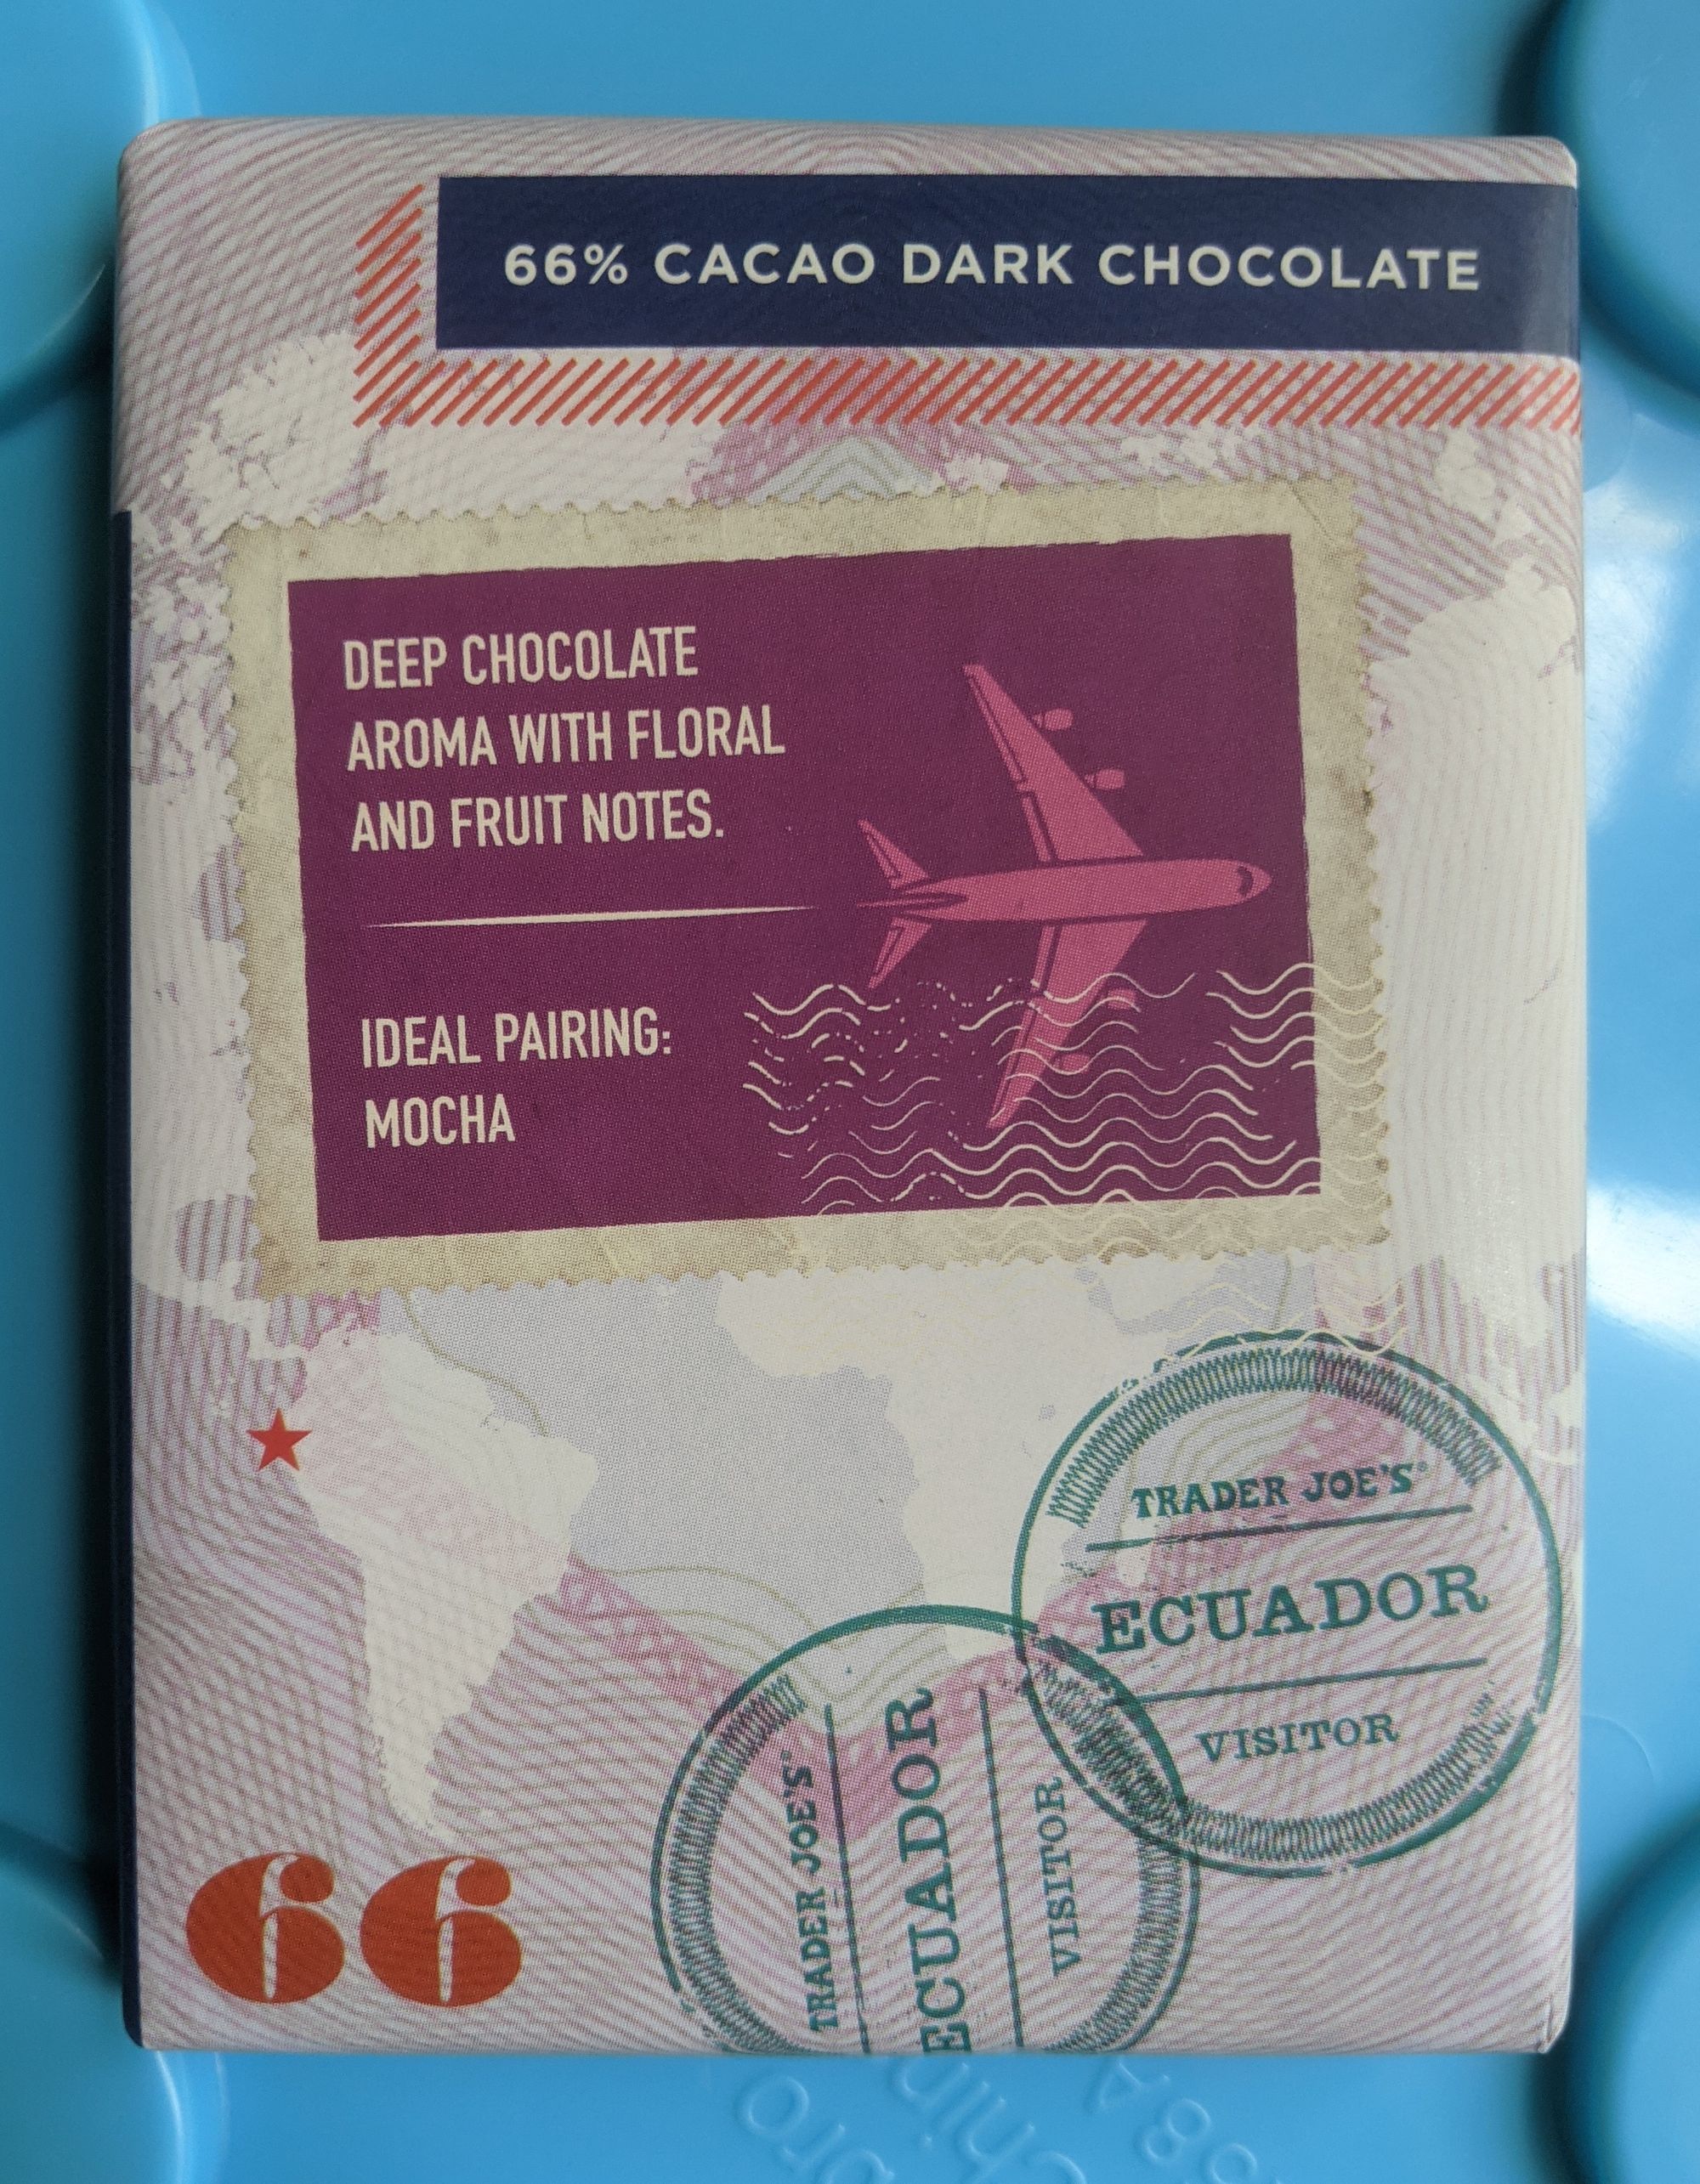 66% CACAO DARK CHOCOLATE
DEEP CHOCOLATE
AROMA WITH FLORAL
AND FRUIT NOTES.
IDEAL PAIRING:
MOCHA
TRADER JOE'S®
ECUADOR
VISITOR
TRADER JOE'S®
ECUADOR
VISITOR
66